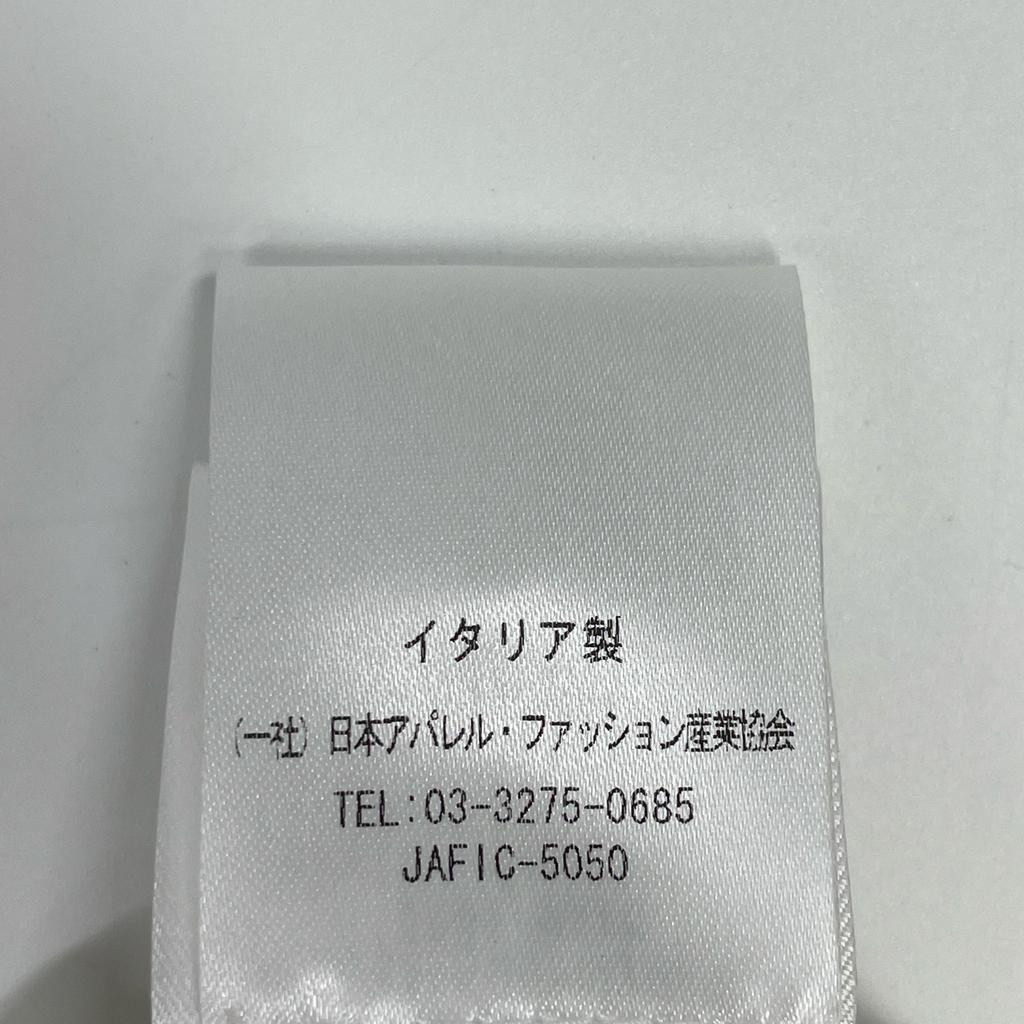 イタリア製
(一社) 日本アパレル・ファッション産業協会
TEL:03-3275-0685
JAFIC-5050